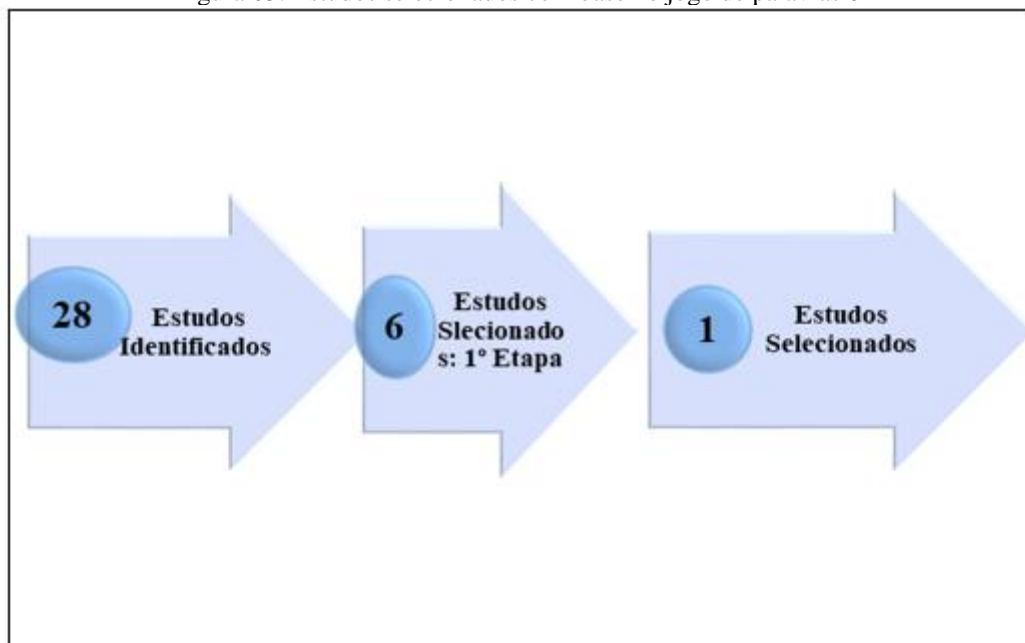 28
Estudos
Identificados
6
Estudos
Slecionado
s: 1º Etapa
1
Estudos
Selecionados